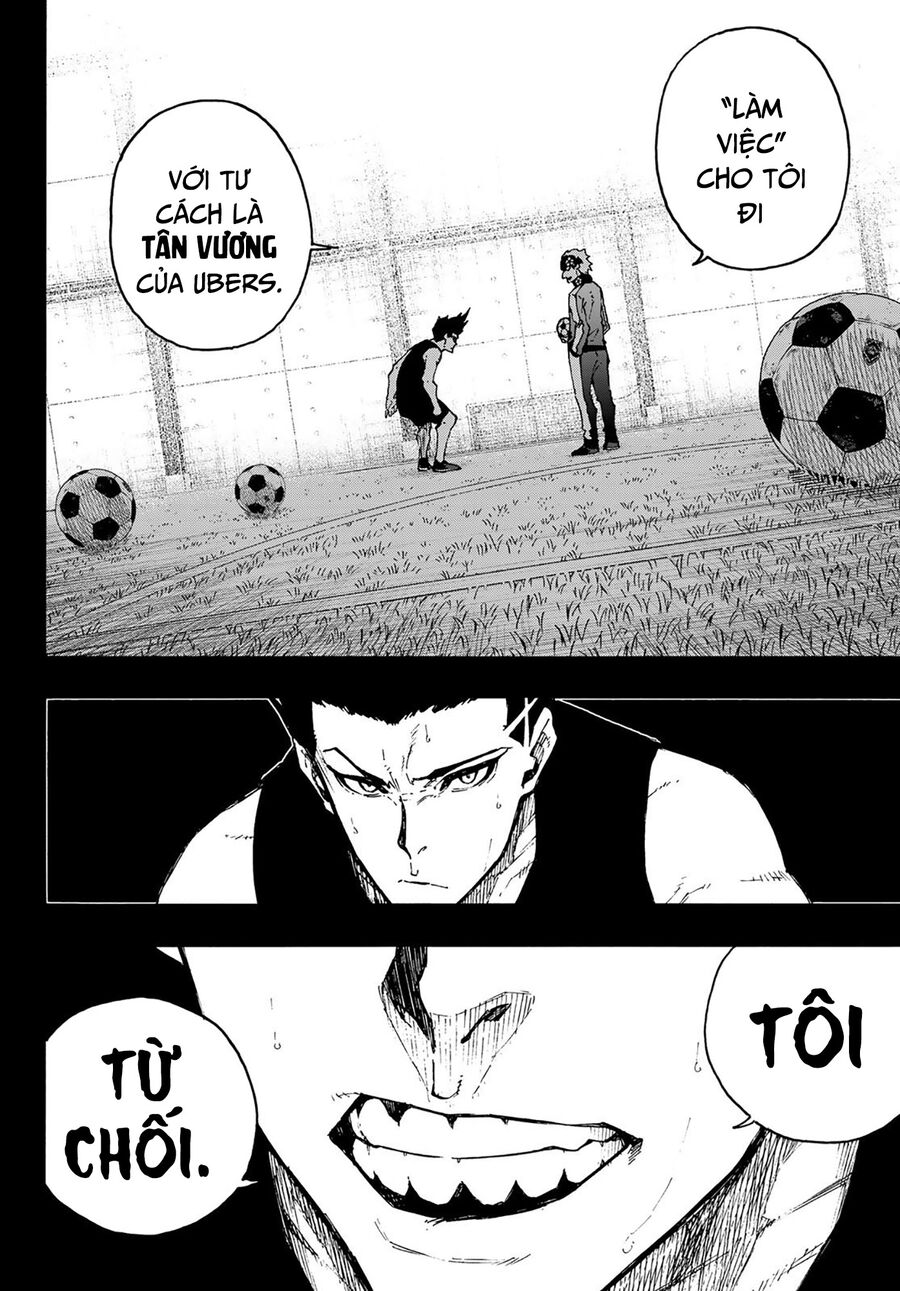 “LÀM
VIỆC”
CHO TÔI
ĐI
VỚI TƯ
CÁCH LÀ
TÂN VƯƠNG
CỦA UBERS.
TÔI
TỪ
CHỐI.